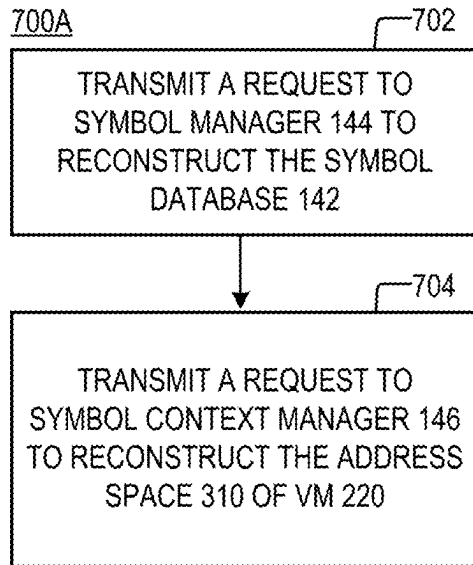 700A
702
TRANSMIT A REQUEST TO
SYMBOL MANAGER 144 TO
RECONSTRUCT THE SYMBOL
DATABASE 142
704
TRANSMIT A REQUEST TO
SYMBOL CONTEXT MANAGER 146
TO RECONSTRUCT THE ADDRESS
SPACE 310 OF VM 220